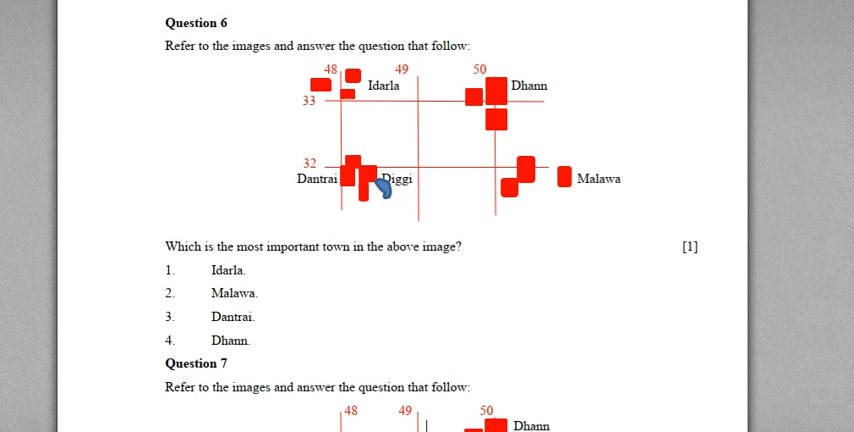 Question 6
Refer to the images and answer the question that follow:
48 49 50
Idarla Dhann
33
32
Dantrai Diggi Malawa
Which is the most important town in the above image? [1]
1. Idarla.
2. Malawa.
3. Dantrai.
4. Dhann.
Question 7
Refer to the images and answer the question that follow:
48 49 50
Dhann